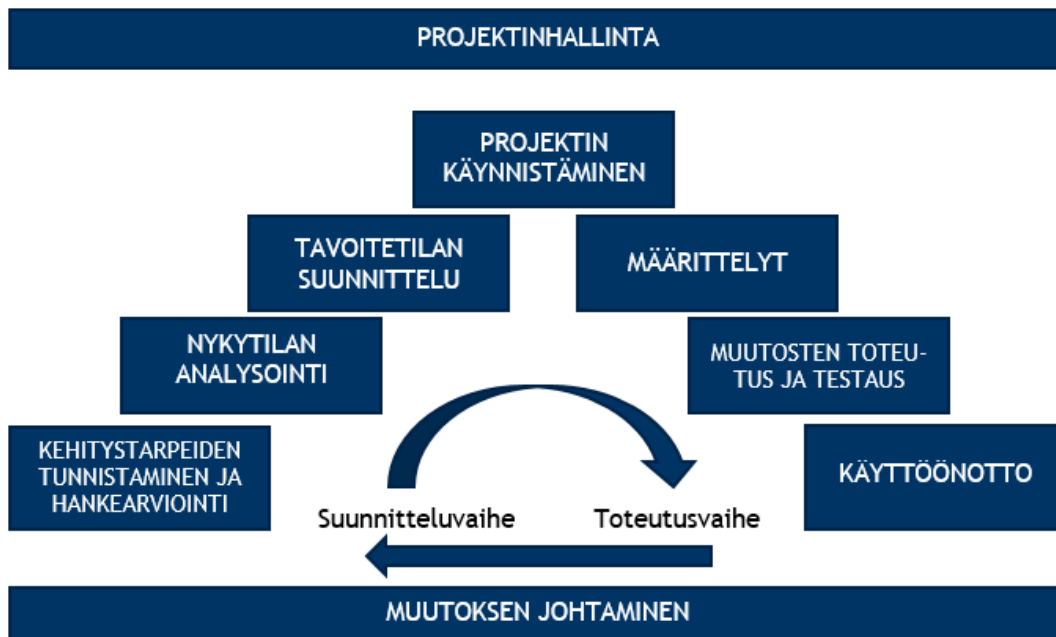 PROJEKTINHALLINTA
PROJEKTIN
KÄYNNISTÄMINEN
TAVOITETILAN
SUUNNITTELU
MÄÄRITTELYT
NYKYTILAN
ANALYSOINTI
MUUTOSTEN TOTEU-
TUS JA TESTAUS
KEHITYSTARPEIDEN
TUNNISTAMINEN JA
HANKEARVIOINTI
KÄYTTÖÖNOTTO
Suunnitteluvaihe
Toteutusvaihe
MUUTOKSEN JOHTAMINEN